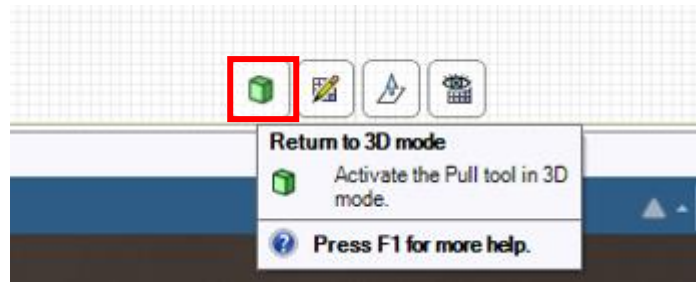 Return to 3D mode
Activate the Pull tool in 3D
mode.
Press F1 for more help.